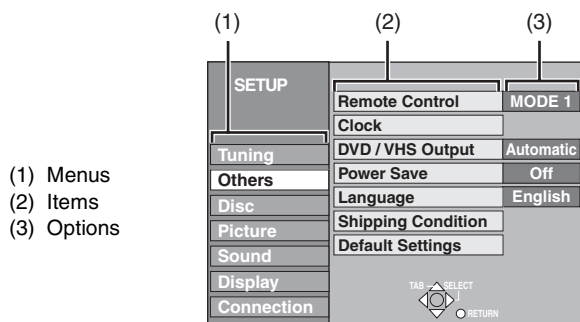 (1) (2) (3)
SETUP
Remote Control MODE 1
Clock
Tuning
DVD / VHS Output Automatic
Others
Power Save Off
Disc
Language English
Picture
Shipping Condition
Sound
Default Settings
Display
Connection
TAB SELECT
RETURN
(1) Menus
(2) Items
(3) Options